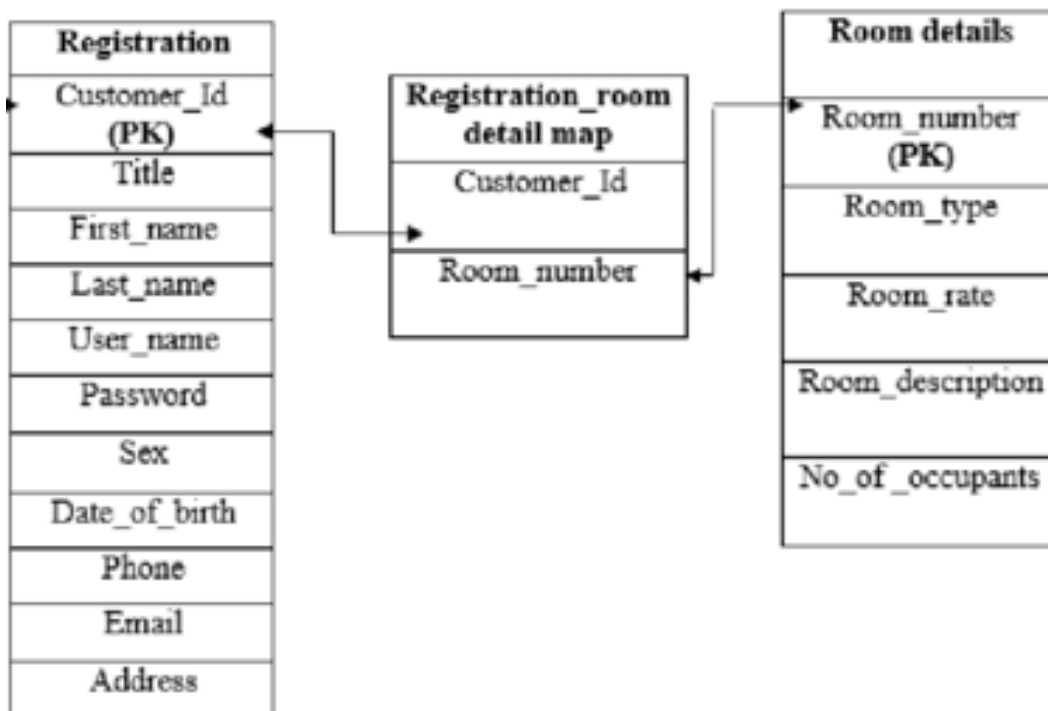 Registration
Customer_Id
(PK)
Title
First_name
Last_name
User_name
Password
Sex
Date_of_birth
Phone
Email
Address
Registration_room
detail map
Customer_Id
Room_number
Room details
Room_number
(PK)
Room_type
Room_rate
Room_description
No_of _occupants